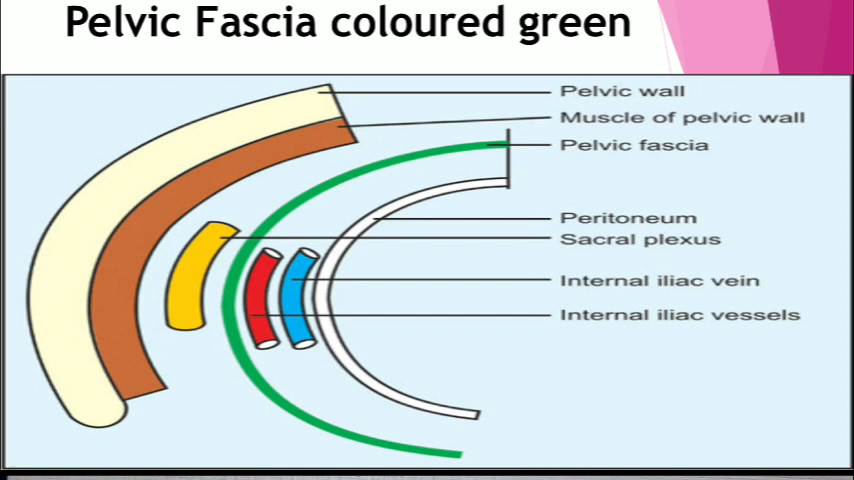 Pelvic Fascia coloured green
Pelvic wall
Muscle of pelvic wall
Pelvic fascia
Peritoneum
Sacral plexus
Internal iliac vein
Internal iliac vessels